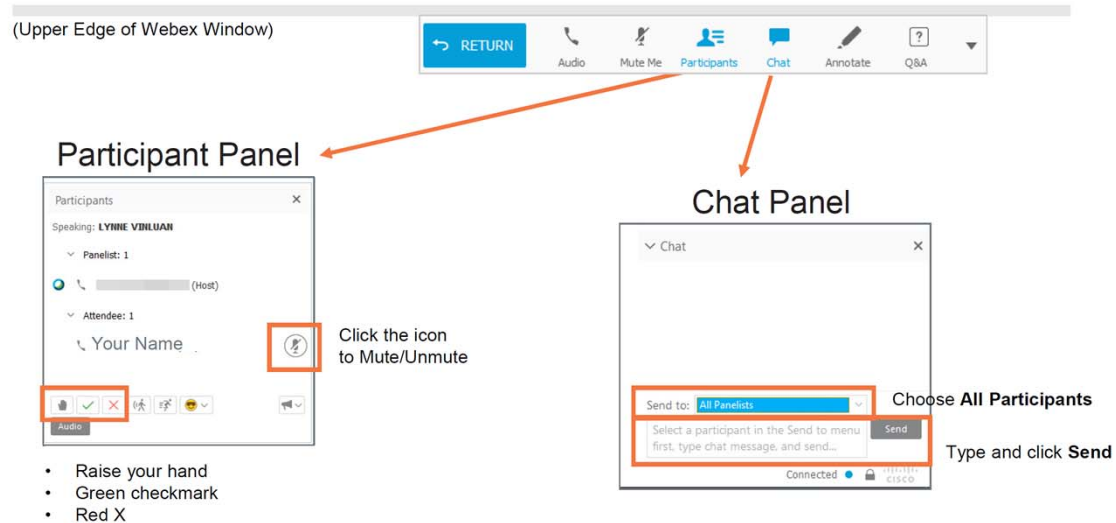 (Upper Edge of Webex Window)
RETURN
Audio
Mute Me
Participants
Chat
Annotate
?
Q&A
Participant Panel
Participants
Speaking: LYNNE VINLUAN
Panelist: 1
(Host)
Attendee: 1
Your Name
Click the icon
to Mute/Unmute
Audio
• Raise your hand
• Green checkmark
• Red X
Chat Panel
Chat
Send to: All Panelists
Choose All Participants
Select a participant in the Send to menu
first, type chat message, and send...
Send
Type and click Send
Connected
CISCO